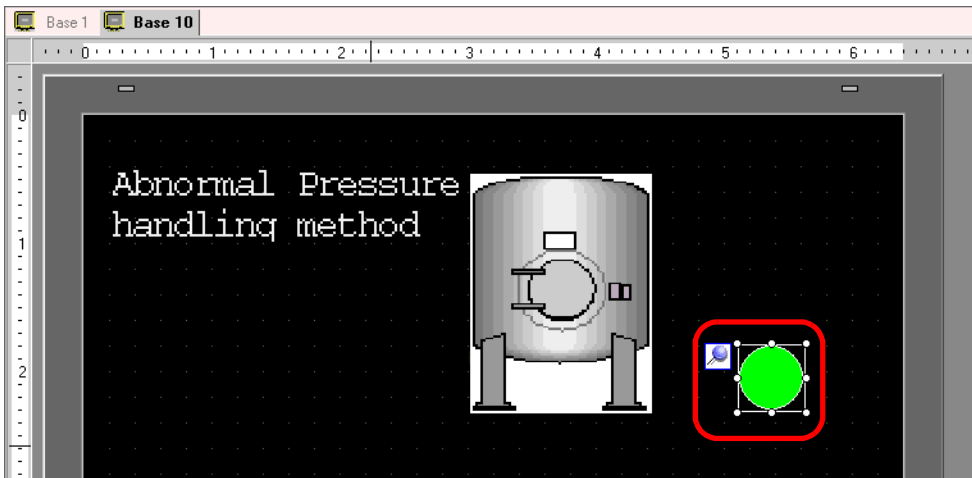 Base 1 Base 10
0 1 2 3 4 5 6
0
Abnormal Pressure
handling method
1
2